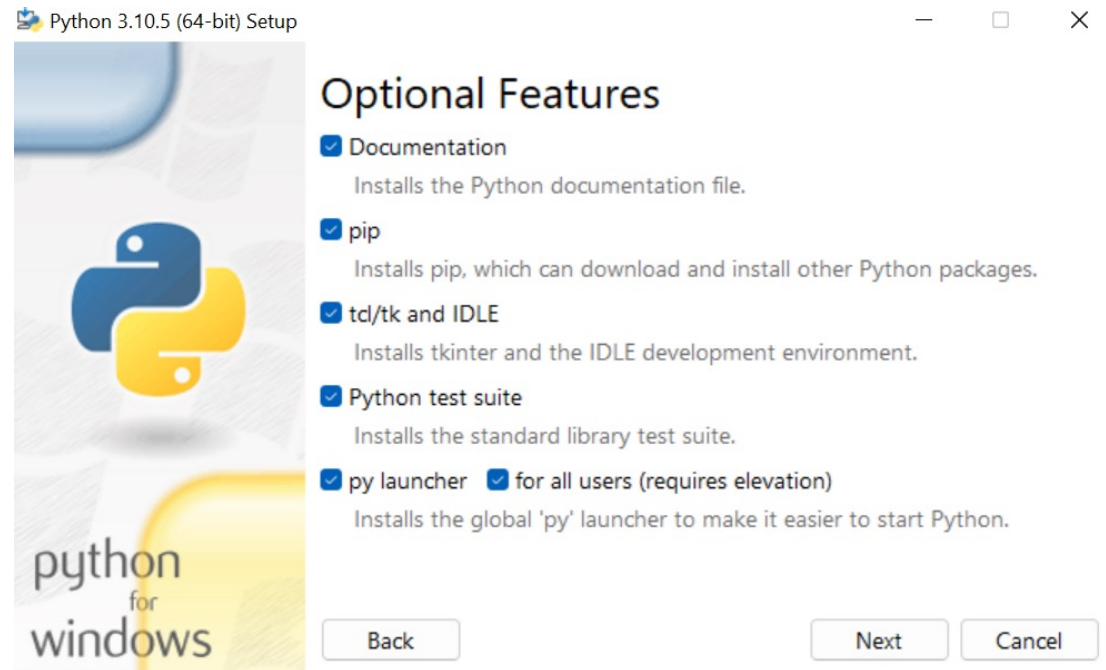 Python 3.10.5 (64-bit) Setup
Optional Features
Documentation
Installs the Python documentation file.
pip
Installs pip, which can download and install other Python packages.
tcl/tk and IDLE
Installs tkinter and the IDLE development environment.
Python test suite
Installs the standard library test suite.
py launcher for all users (requires elevation)
Installs the global 'py' launcher to make it easier to start Python.
python
for
windows
Back Next Cancel